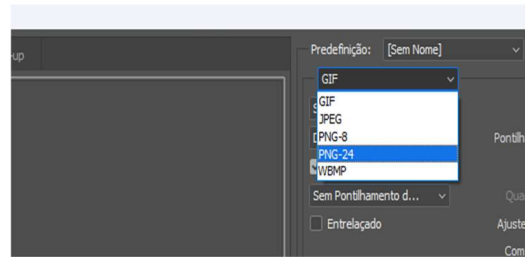 -up
Predefinição: [Sem Nome]
GIF
GIF
JPEG
PNG-8
Pontilh
PNG-24
WBMP
Sem Pontilhamento d...
Qua
Entrelaçado
Ajuste
Com